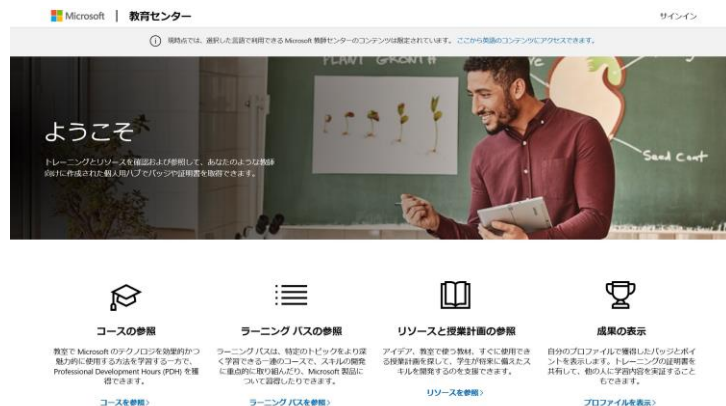 Microsoft | 教育センター
サインイン
現時点では、選択した言語で利用できる Microsoft 教師センターのコンテンツは限定されています。 ここから英語のコンテンツにアクセスできます。
PLANT GROWTH
Seed Coat
ようこそ
トレーニングとリソースを確認および参照して、あなたのような教師
向けに作成された個人用ハブでバッジや証明書を取得できます。
コースの参照
教室で Microsoft のテクノロジを効果的かつ
魅力的に使用する方法を学習する一方で、
Professional Development Hours (PDH) を獲
得できます。
コースを参照>
ラーニング パスの参照
ラーニング パスは、特定のトピックをより深
く学習できる一連のコースで、スキルの開発
に重点的に取り組んだり、Microsoft 製品に
ついて習得したりできます。
ラーニング パスを参照>
リソースと授業計画の参照
アイデア、教室で使う教材、すぐに使用でき
る授業計画を探して、学生が将来に備えたス
キルを開発するのを支援できます。
リソースを参照>
成果の表示
自分のプロファイルで獲得したバッジとポイ
ントを表示します。トレーニングの証明書を
共有して、他の人に学習内容を実証すること
もできます。
プロファイルを表示>